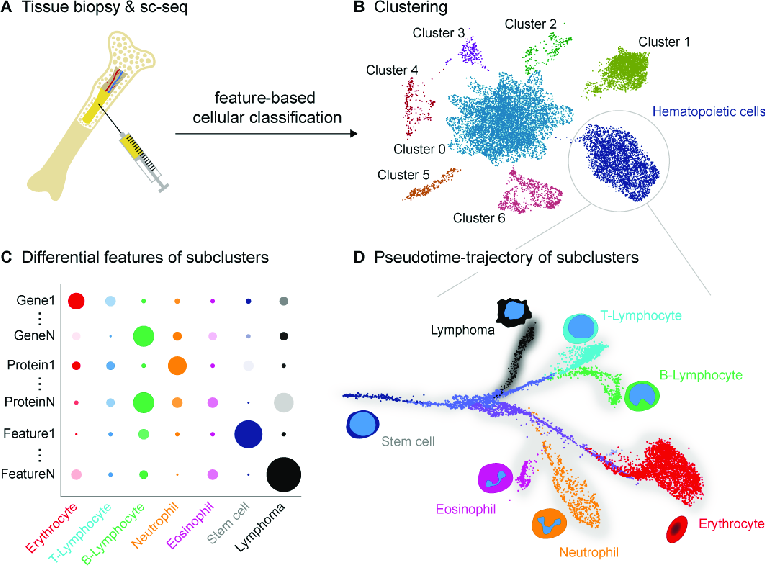 A Tissue biopsy & sc-seq
feature-based
cellular classification
B Clustering
Cluster 3
Cluster 2
Cluster 1
Cluster 4
Hematopoietic cells
Cluster 0
Cluster 5
Cluster 6
C Differential features of subclusters
Gene1
GeneN
Protein1
ProteinN
Feature1
FeatureN
Erythrocyte
T-Lymphocyte
B-Lymphocyte
Neutrophil
Eosinophil
Stem cell
Lymphoma
D Pseudotime-trajectory of subclusters
Lymphoma
T-Lymphocyte
B-Lymphocyte
Stem cell
Eosinophil
Neutrophil
Erythrocyte